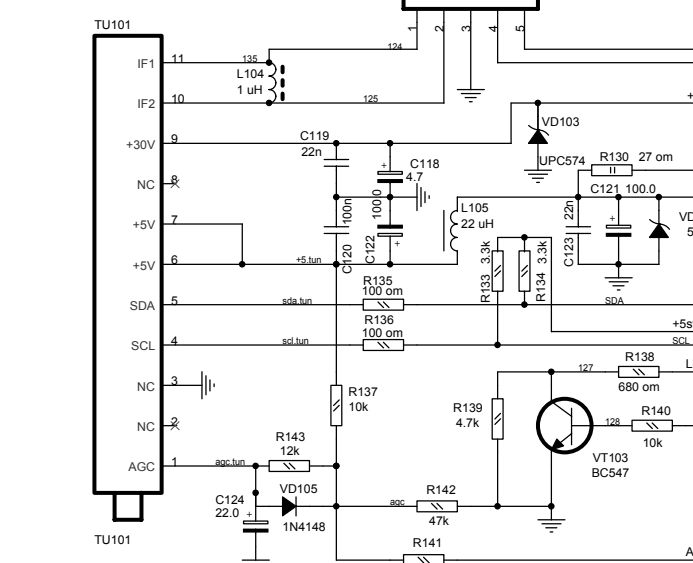 TU101
1
2
3
4
5
124
IF1
11
135
L104
1 uH
IF2
10
125
+30V
9
C119
22n
C118
4.7
+
VD103
UPC574
R130
27 om
NC
8
100n
100.0
C121
100.0
+
+5V
7
L105
22 uH
22n
C123
+
VD
5
+5V
6
+5.tun
C120
C122
+
3.3k
3.3k
R133
R134
R135
100 om
SDA
5
sda.tun
SDA
R136
100 om
+5s
SCL
4
scl.tun
SCL
NC
3
R137
10k
127
R138
680 om
L
R139
4.7k
R140
10k
128
NC
2
R143
12k
VT103
BC547
AGC
1
agc.tun
C124
22.0
+
VD105
1N4148
agc
R142
47k
TU101
R141
A